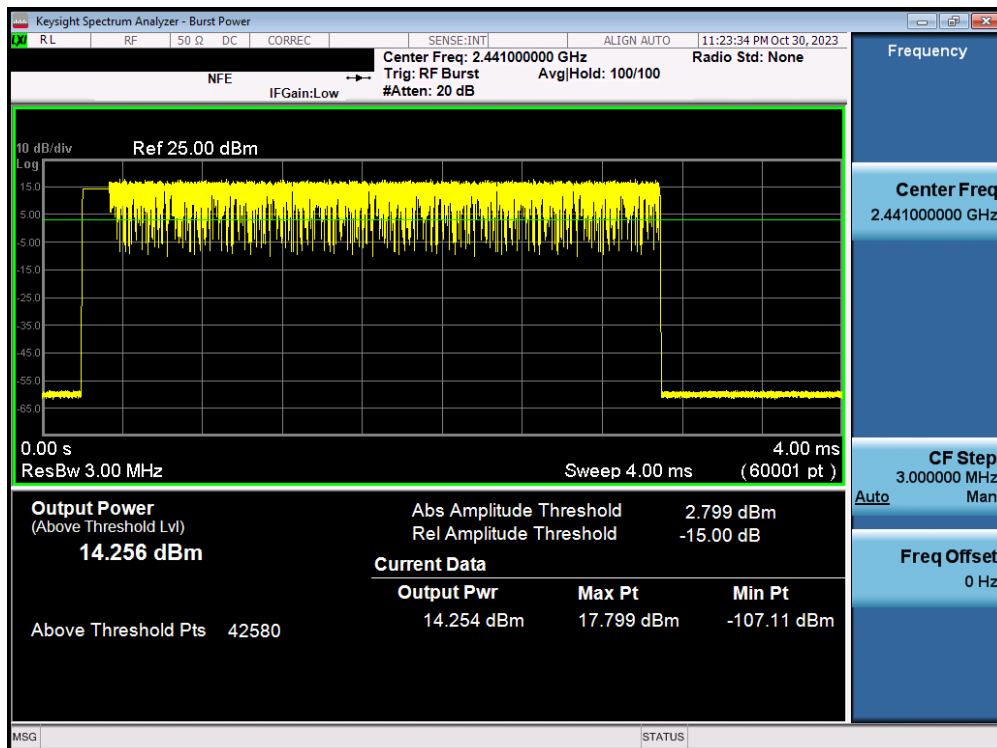 Keysight Spectrum Analyzer - Burst Power
LXI RL RF 50 Ω DC CORREC SENSE:INT ALIGN AUTO 11:23:34 PM Oct 30, 2023
Center Freq: 2.441000000 GHz Radio Std: None
NFE Trig: RF Burst Avg|Hold: 100/100
IFGain:Low #Atten: 20 dB
10 dB/div Ref 25.00 dBm
Log
15.0
5.00
-5.00
-15.0
-25.0
-35.0
-45.0
-55.0
-65.0
0.00 s 4.00 ms
ResBw 3.00 MHz Sweep 4.00 ms (60001 pt )
Output Power Abs Amplitude Threshold 2.799 dBm
(Above Threshold Lvl) Rel Amplitude Threshold -15.00 dB
14.256 dBm
Current Data
Output Pwr Max Pt Min Pt
14.254 dBm 17.799 dBm -107.11 dBm
Above Threshold Pts 42580
Frequency
Center Freq
2.441000000 GHz
CF Step
3.000000 MHz
Auto Man
Freq Offset
0 Hz
MSG STATUS